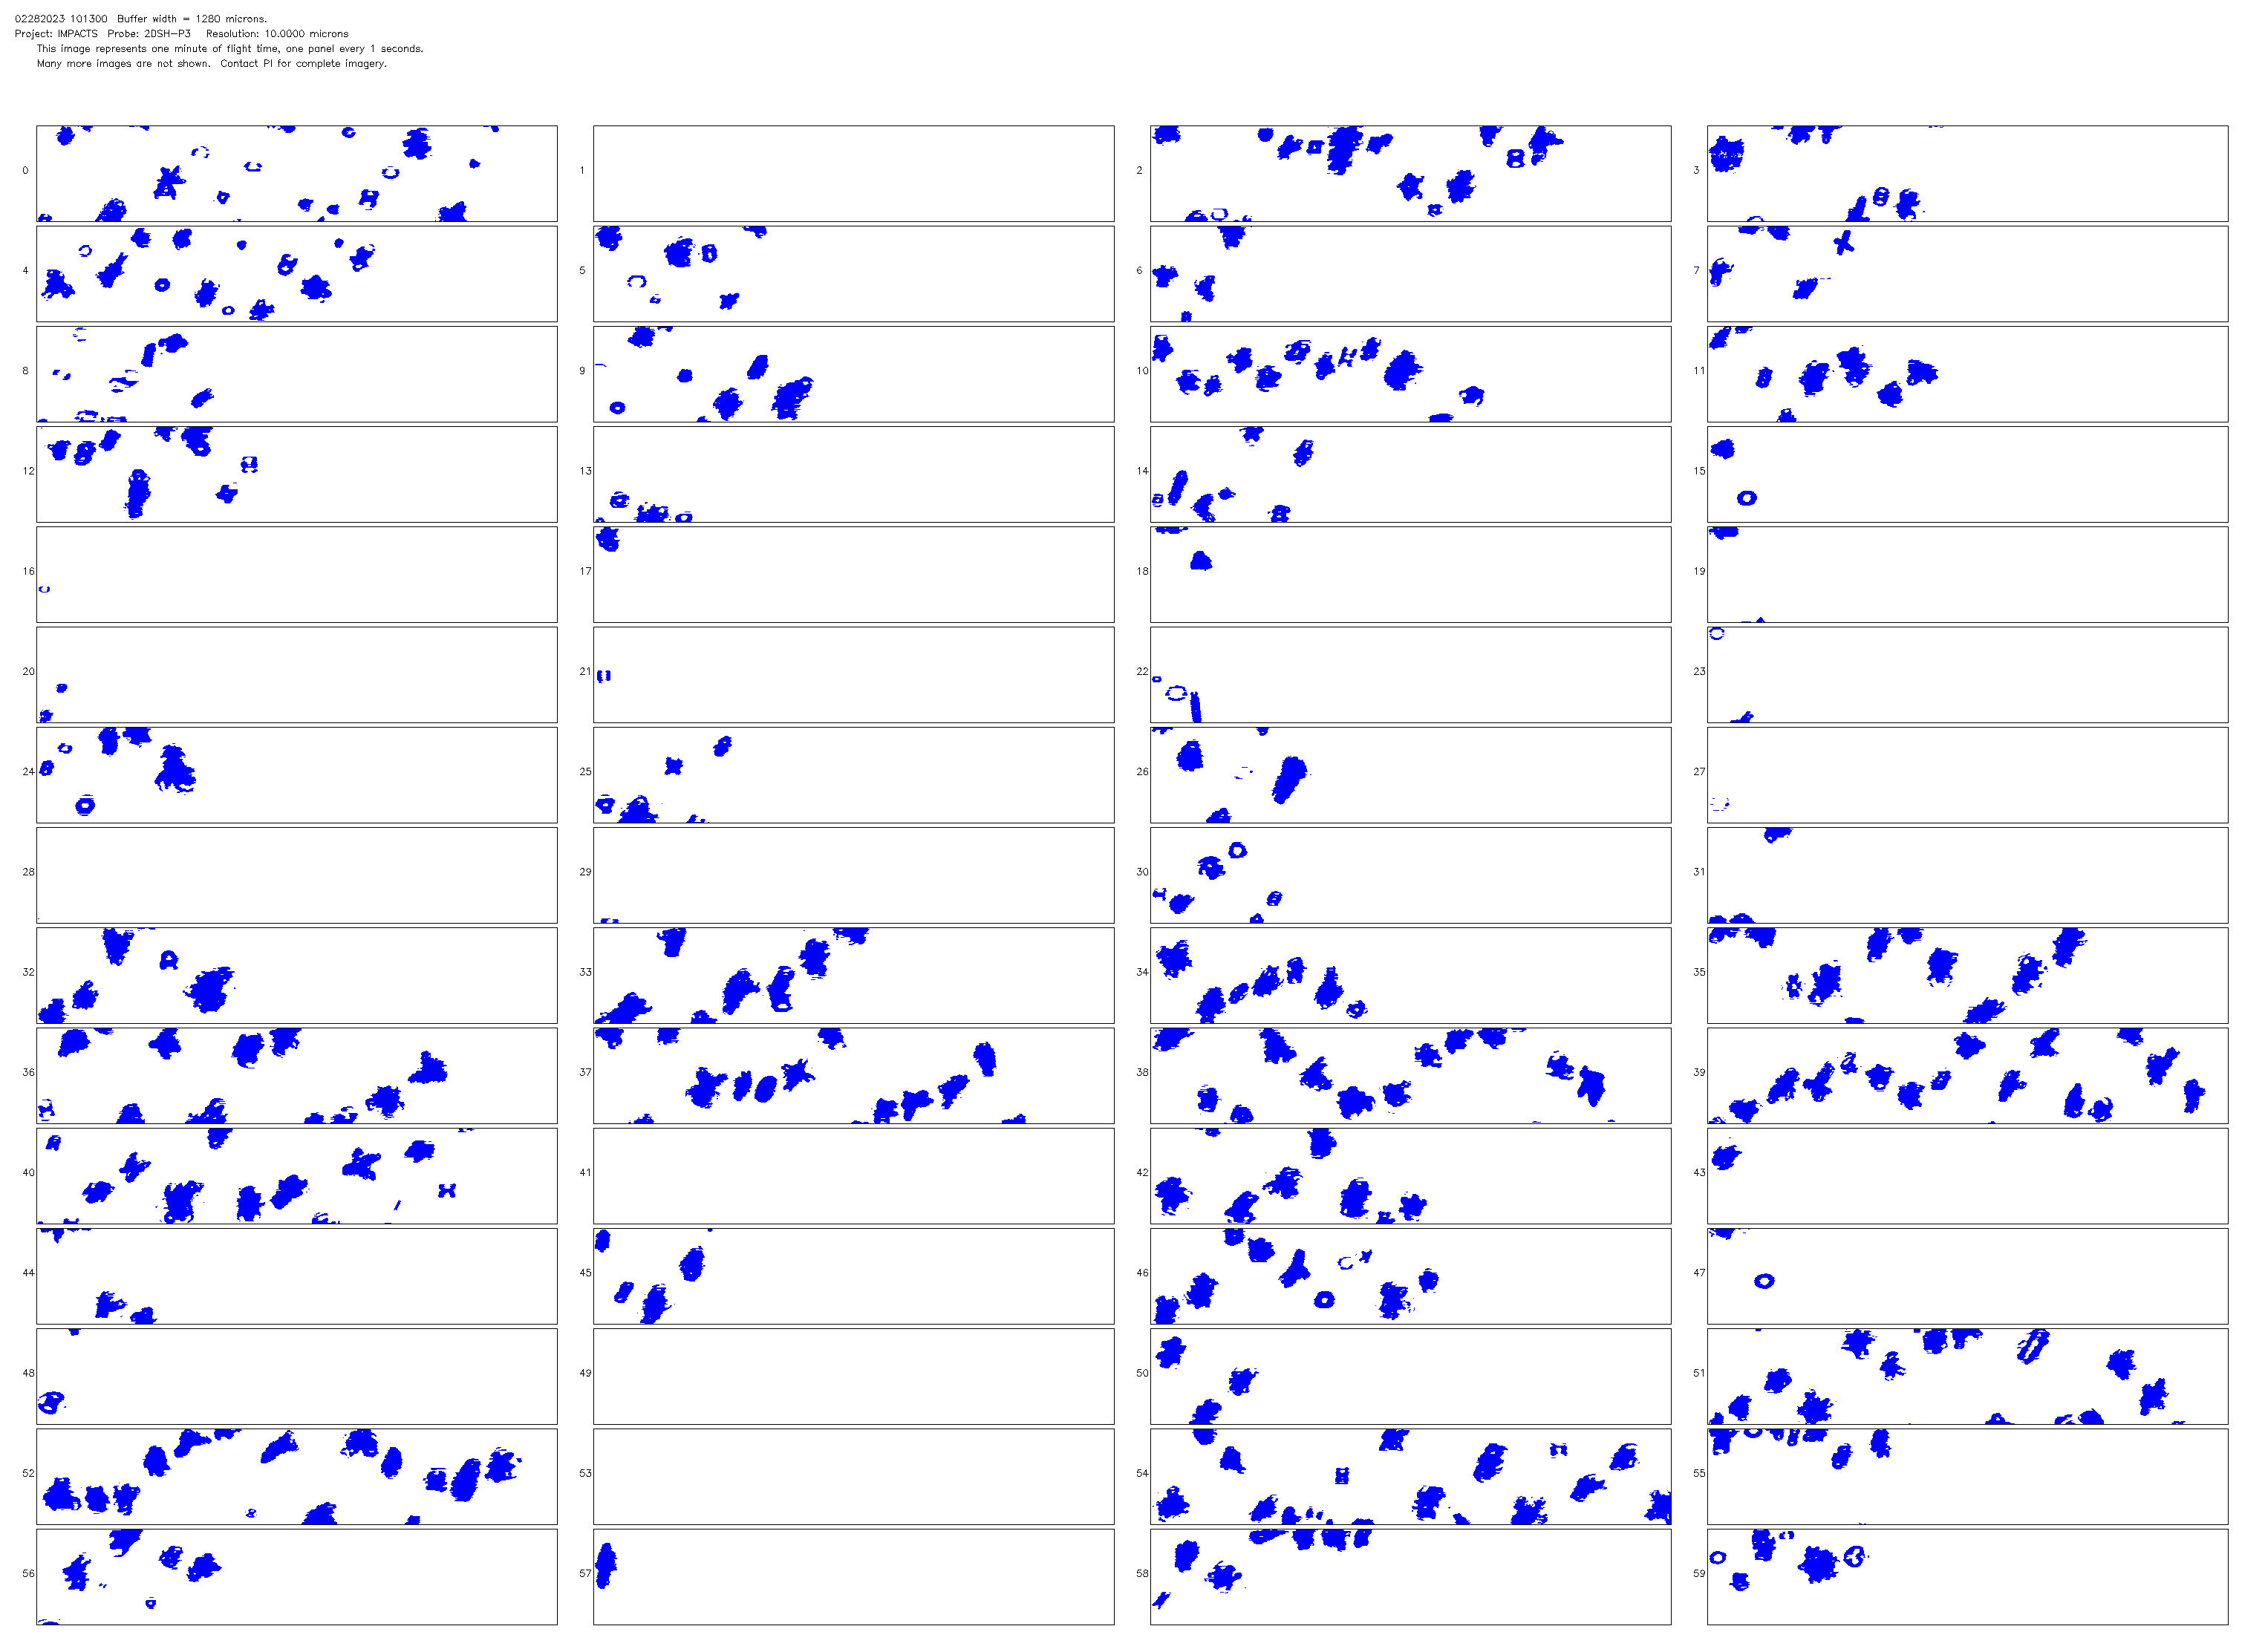 02282023 101300 Buffer width = 1280 microns.
Project: IMPACTS Probe: 2DSH-P3 Resolution: 10.0000 microns
This image represents one minute of flight time, one panel every 1 seconds.
Many more images are not shown. Contact PI for complete imagery.
0 1 2 3
4 5 6 7
8 9 10 11
12 13 14 15
16 17 18 19
20 21 22 23
24 25 26 27
28 29 30 31
32 33 34 35
36 37 38 39
40 41 42 43
44 45 46 47
48 49 50 51
52 53 54 55
56 57 58 59